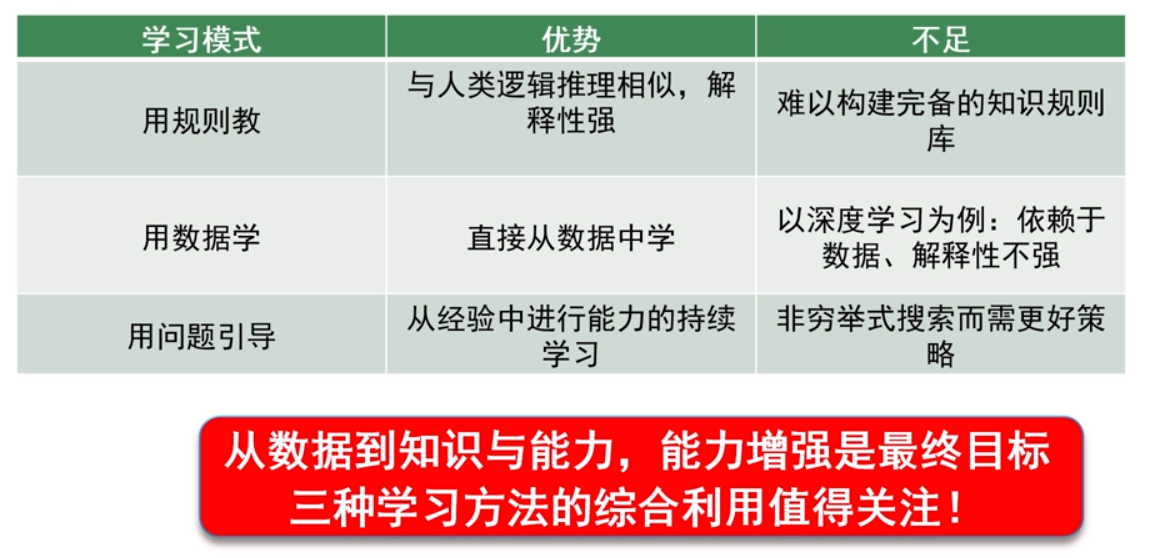 学习模式 优势 不足
用规则教
与人类逻辑推理相似，解
释性强
难以构建完备的知识规则
库
用数据学
直接从数据中学
以深度学习为例：依赖于
数据、解释性不强
用问题引导
从经验中进行能力的持续
学习
非穷举式搜索而需更好策
略
从数据到知识与能力，能力增强是最终目标
三种学习方法的综合利用值得关注！